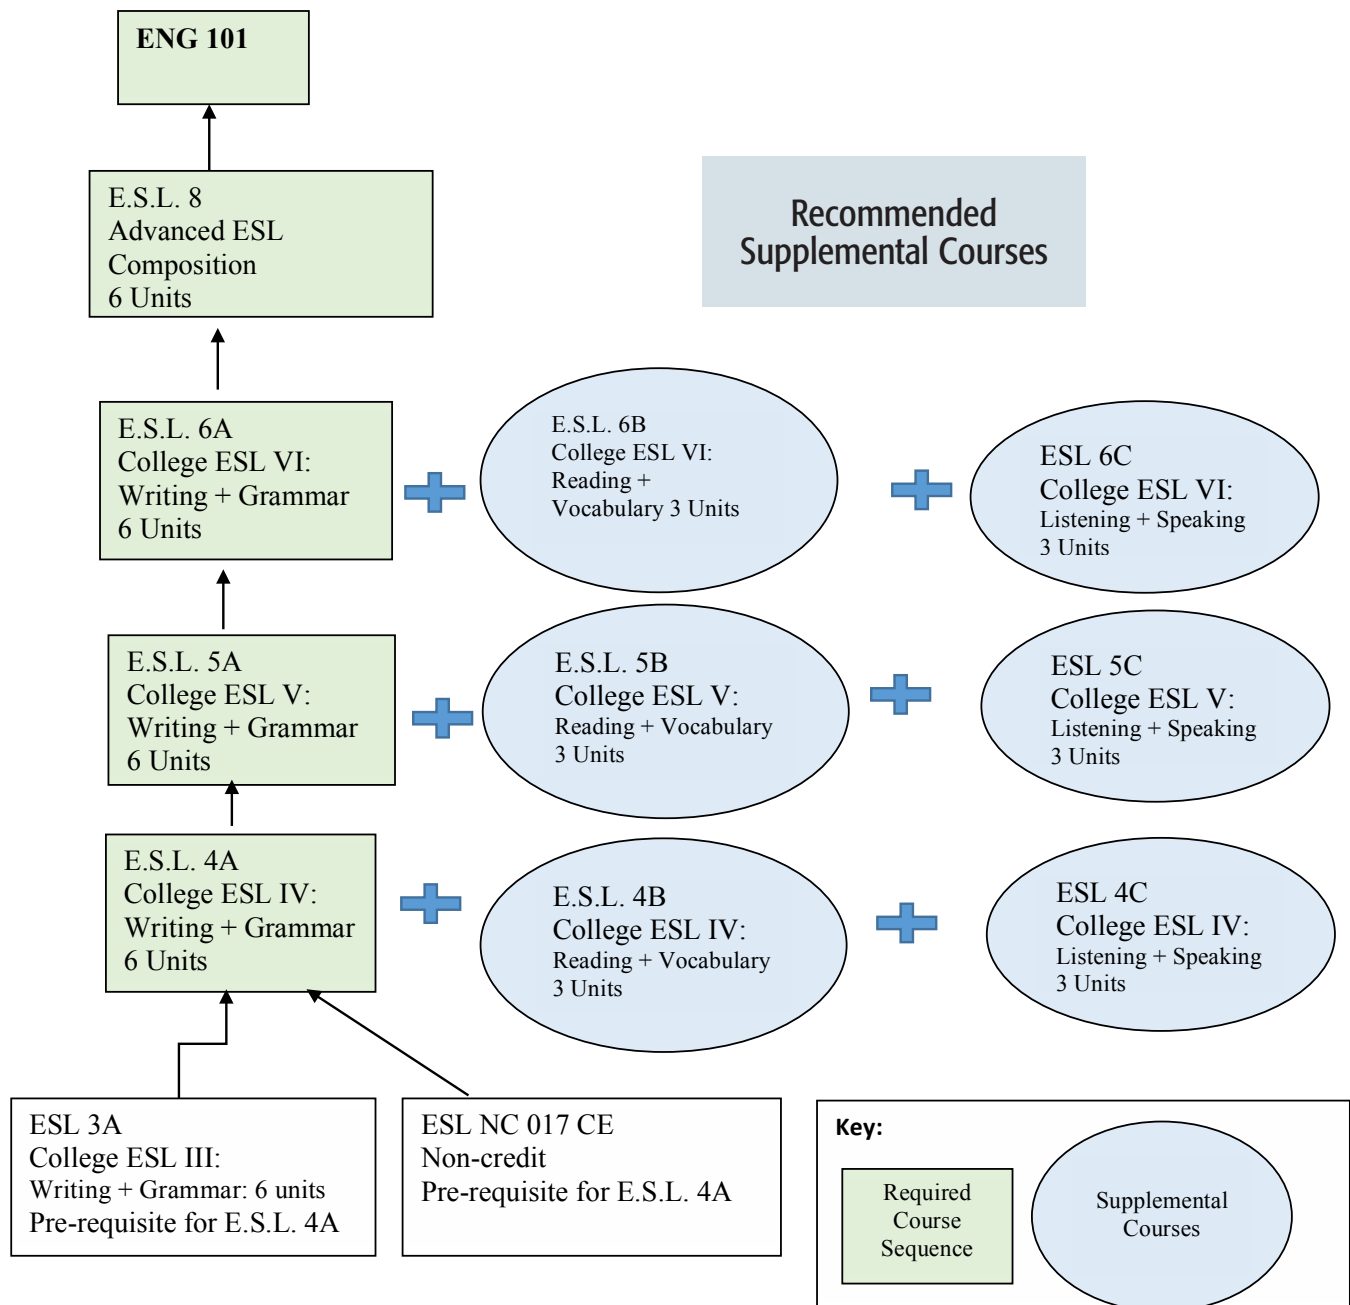 ENG 101
E.S.L. 8
Advanced ESL
Composition
6 Units
Recommended
Supplemental Courses
E.S.L. 6A
College ESL VI:
Writing + Grammar
6 Units
E.S.L. 6B
College ESL VI:
Reading +
Vocabulary 3 Units
ESL 6C
College ESL VI:
Listening + Speaking
3 Units
E.S.L. 5A
College ESL V:
Writing + Grammar
6 Units
E.S.L. 5B
College ESL V:
Reading + Vocabulary
3 Units
ESL 5C
College ESL V:
Listening + Speaking
3 Units
E.S.L. 4A
College ESL IV:
Writing + Grammar
6 Units
E.S.L. 4B
College ESL IV:
Reading + Vocabulary
3 Units
ESL 4C
College ESL IV:
Listening + Speaking
3 Units
ESL 3A
College ESL III:
Writing + Grammar: 6 units
Pre-requisite for E.S.L. 4A
ESL NC 017 CE
Non-credit
Pre-requisite for E.S.L. 4A
Key:
Required
Course
Sequence
Supplemental
Courses